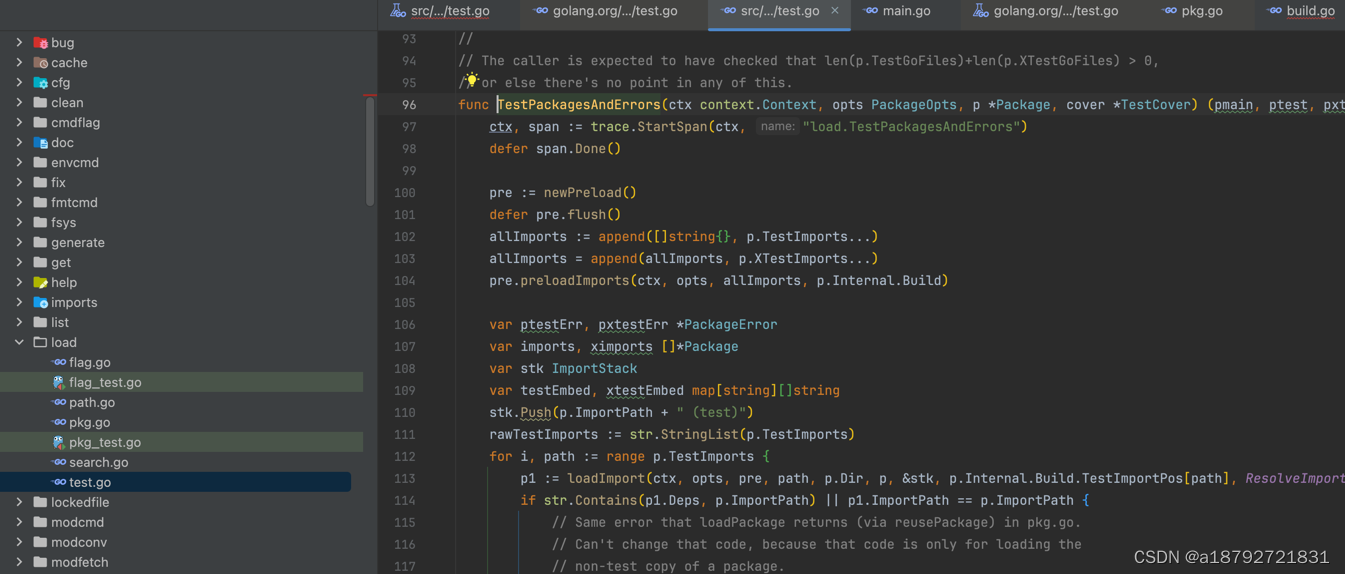 src/.../test.go
golang.org/.../test.go
src/.../test.go
main.go
golang.org/.../test.go
pkg.go
build.go
bug
cache
cfg
clean
cmdflag
doc
envcmd
fix
fmtcmd
fsys
generate
get
help
imports
list
load
flag.go
flag_test.go
path.go
pkg.go
pkg_test.go
search.go
test.go
lockedfile
modcmd
modconv
modfetch
93 //
94 // The caller is expected to have checked that len(p.TestGoFiles)+len(p.XTestGoFiles) > 0,
95 // or else there's no point in any of this.
96 func TestPackagesAndErrors(ctx context.Context, opts PackageOpts, p *Package, cover *TestCover) (pmain, ptest, pxt
97 ctx, span := trace.StartSpan(ctx, name: "load.TestPackagesAndErrors")
98 defer span.Done()
99
100 pre := newPreload()
101 defer pre.flush()
102 allImports := append([]string{}, p.TestImports...)
103 allImports = append(allImports, p.XTestImports...)
104 pre.preloadImports(ctx, opts, allImports, p.Internal.Build)
105
106 var ptestErr, pxtestErr *PackageError
107 var imports, ximports []*Package
108 var stk ImportStack
109 var testEmbed, xtestEmbed map[string][]string
110 stk.Push(p.ImportPath + " (test)")
111 rawTestImports := str.StringList(p.TestImports)
112 for i, path := range p.TestImports {
113 p1 := loadImport(ctx, opts, pre, path, p.Dir, p, &stk, p.Internal.Build.TestImportPos[path], ResolveImport
114 if str.Contains(p1.Deps, p.ImportPath) || p1.ImportPath == p.ImportPath {
115 // Same error that loadPackage returns (via reusePackage) in pkg.go.
116 // Can't change that code, because that code is only for loading the
117 // non-test copy of a package.
CSDN @a18792721831